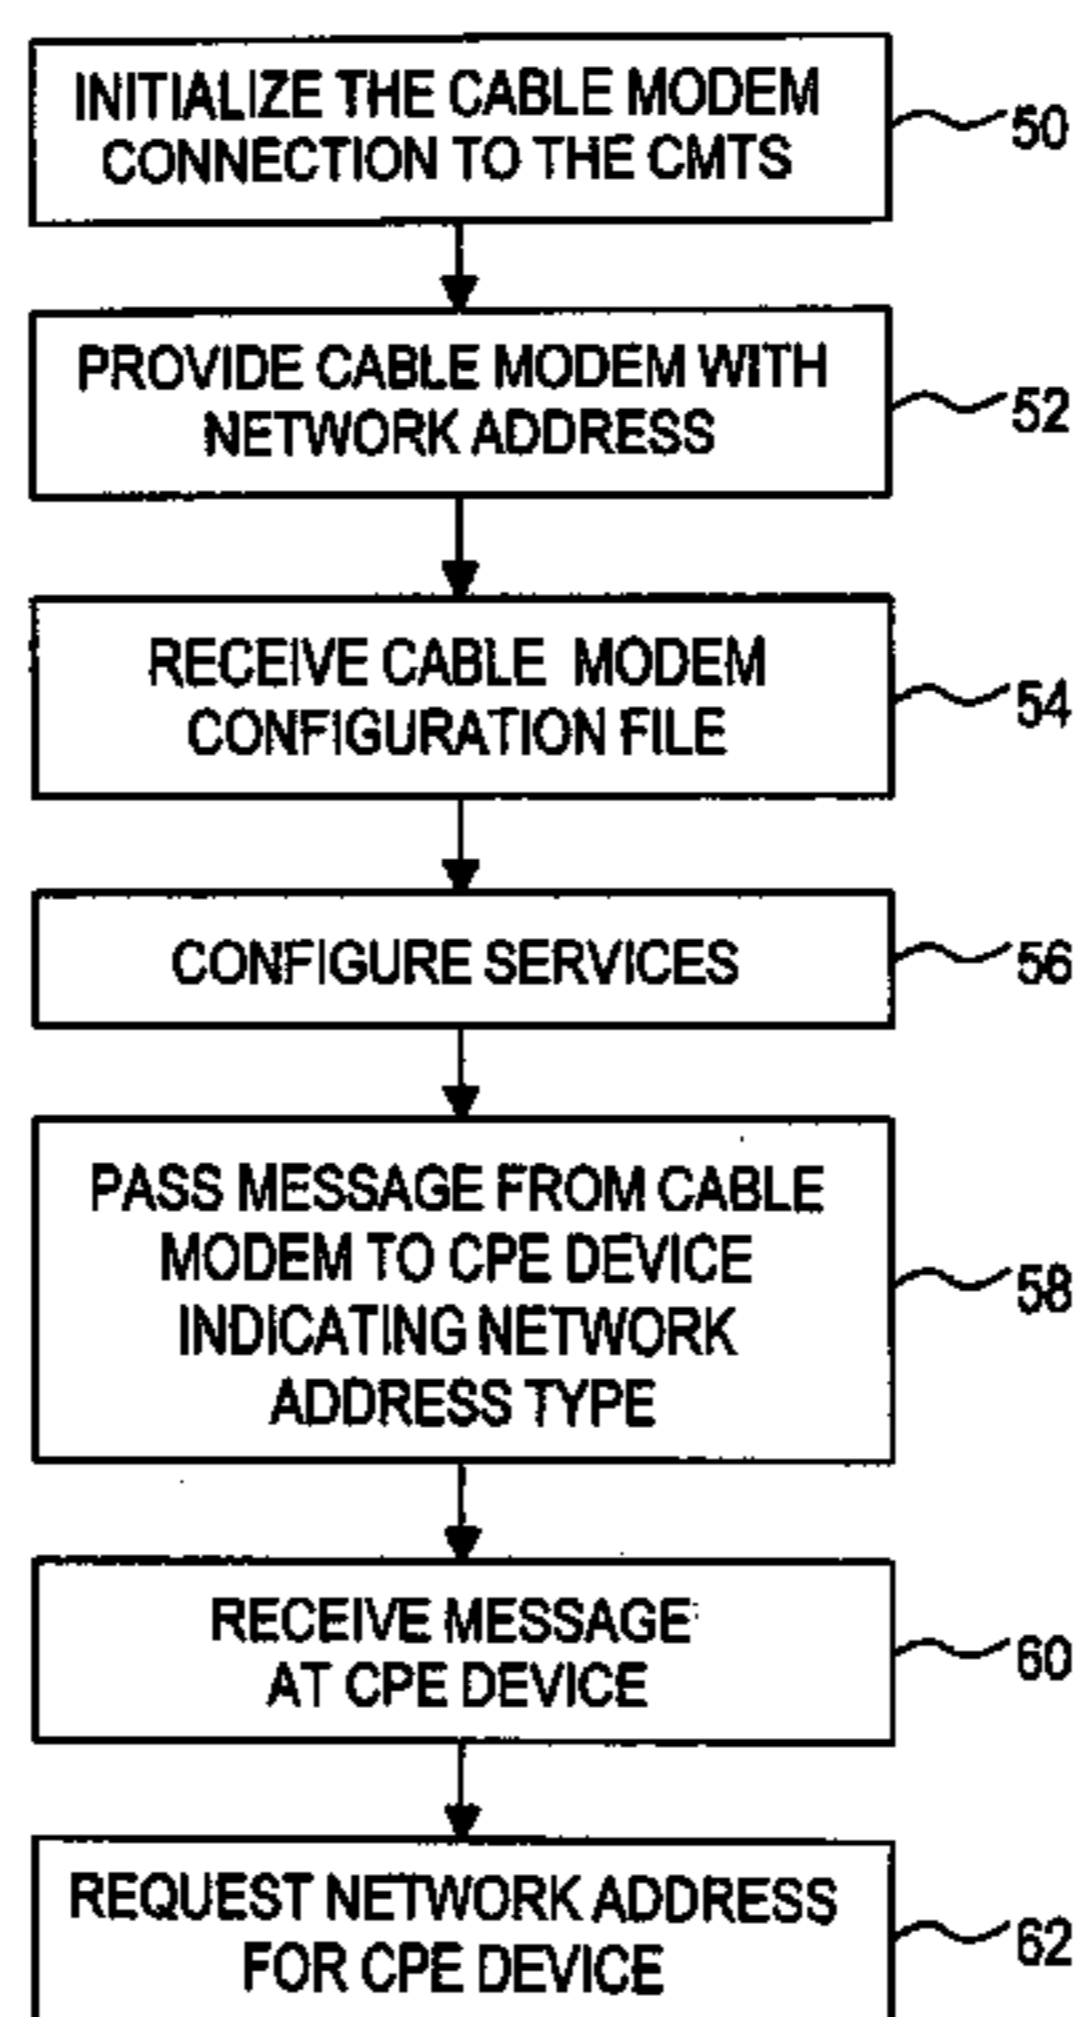 INITIALIZE THE CABLE MODEM
CONNECTION TO THE CMTS
50
PROVIDE CABLE MODEM WITH
NETWORK ADDRESS
52
RECEIVE CABLE MODEM
CONFIGURATION FILE
54
CONFIGURE SERVICES
56
PASS MESSAGE FROM CABLE
MODEM TO CPE DEVICE
INDICATING NETWORK
ADDRESS TYPE
58
RECEIVE MESSAGE
AT CPE DEVICE
60
REQUEST NETWORK ADDRESS
FOR CPE DEVICE
62